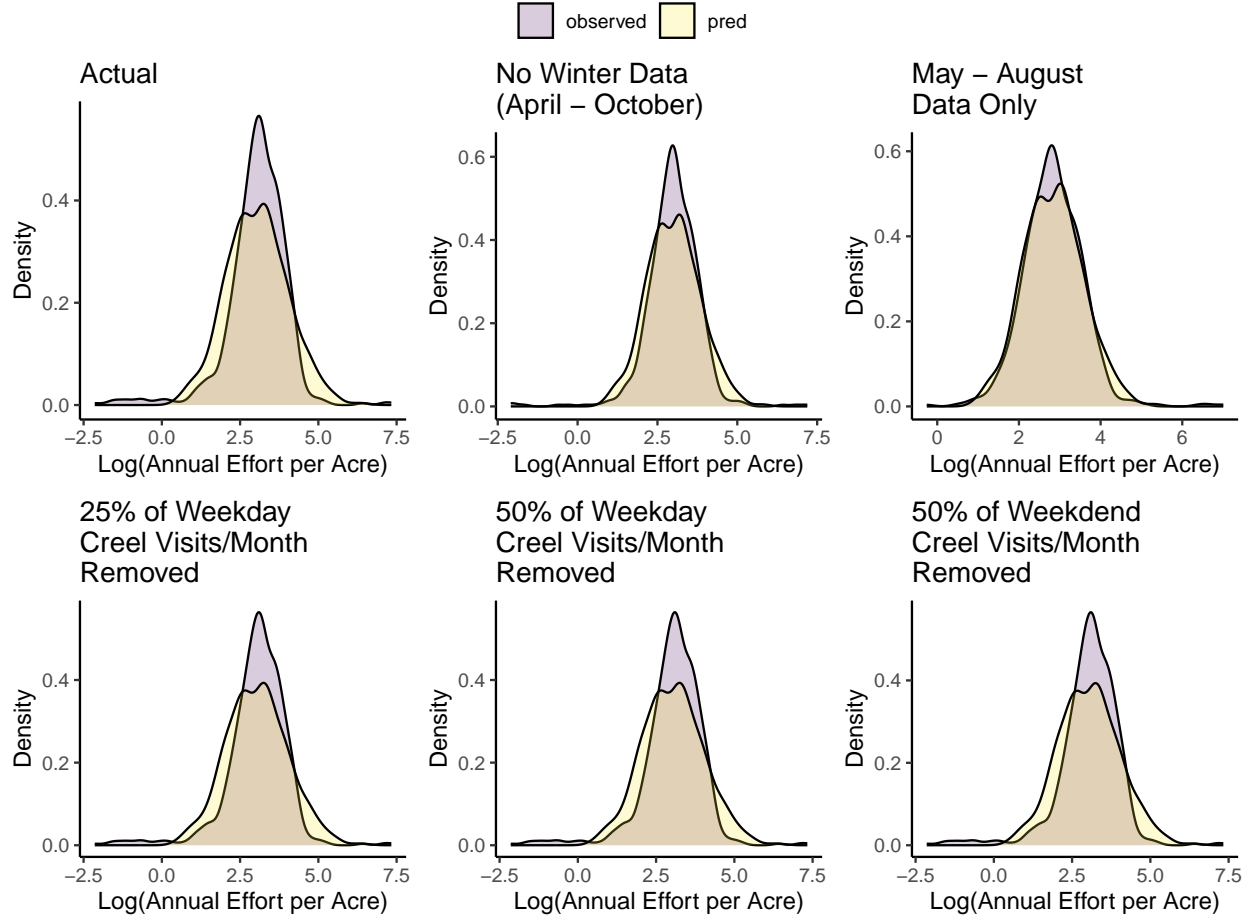 observed pred
Actual
No Winter Data
(April – October)
May – August
Data Only
Density
0.4
0.2
0.0
−2.5 0.0 2.5 5.0 7.5
Log(Annual Effort per Acre)
Density
0.6
0.4
0.2
0.0
−2.5 0.0 2.5 5.0 7.5
Log(Annual Effort per Acre)
Density
0.6
0.4
0.2
0.0
0 2 4 6
Log(Annual Effort per Acre)
25% of Weekday
Creel Visits/Month
Removed
50% of Weekday
Creel Visits/Month
Removed
50% of Weekdend
Creel Visits/Month
Removed
Density
0.4
0.2
0.0
−2.5 0.0 2.5 5.0 7.5
Log(Annual Effort per Acre)
Density
0.4
0.2
0.0
−2.5 0.0 2.5 5.0 7.5
Log(Annual Effort per Acre)
Density
0.4
0.2
0.0
−2.5 0.0 2.5 5.0 7.5
Log(Annual Effort per Acre)